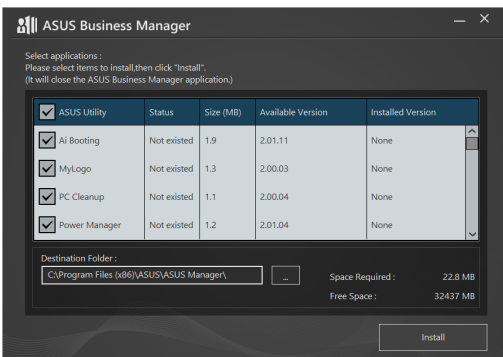 ASUS Business Manager
Select applications :
Please select items to install,then click "Install".
(It will close the ASUS Business Manager application.)
ASUS Utility Status Size (MB) Available Version Installed Version
Ai Booting Not existed 1.9 2.01.11 None
MyLogo Not existed 1.3 2.00.03 None
PC Cleanup Not existed 1.1 2.00.04 None
Power Manager Not existed 1.2 2.01.04 None
Destination Folder :
C:\Program Files (x86)\ASUS\ASUS Manager\ ... Space Required : 22.8 MB
Free Space : 32437 MB
Install